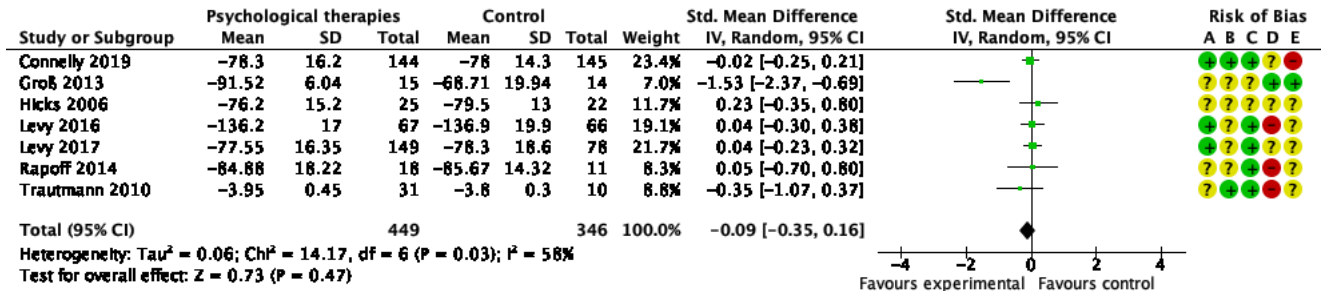 Psychological therapies Control Std. Mean Difference Std. Mean Difference Risk of Bias
Study or Subgroup Mean SD Total Mean SD Total Weight IV, Random, 95% CI IV, Random, 95% CI A B C D E
Connelly 2019 −78.3 16.2 144 −78 14.3 145 23.4% −0.02 [−0.25, 0.21] + + + ? −
Groß 2013 −91.52 6.04 15 −68.71 19.94 14 7.0% −1.53 [−2.37, −0.69] ? ? ? + +
Hicks 2006 −76.2 15.2 25 −79.5 13 22 11.7% 0.23 [−0.35, 0.80] ? ? ? ? ?
Levy 2016 −136.2 17 67 −136.9 19.9 66 19.1% 0.04 [−0.30, 0.38] + ? + − ?
Levy 2017 −77.55 16.35 149 −78.3 18.6 78 21.7% 0.04 [−0.23, 0.32] + ? + ? ?
Rapoff 2014 −84.88 18.22 18 −85.67 14.32 11 8.3% 0.05 [−0.70, 0.80] ? ? + − ?
Trautmann 2010 −3.95 0.45 31 −3.8 0.3 10 8.8% −0.35 [−1.07, 0.37] ? + + − ?
Total (95% CI) 449 346 100.0% −0.09 [−0.35, 0.16]
Heterogeneity: Tau² = 0.06; Chi² = 14.17, df = 6 (P = 0.03); I² = 58%
Test for overall effect: Z = 0.73 (P = 0.47)
−4 −2 0 2 4
Favours experimental Favours control